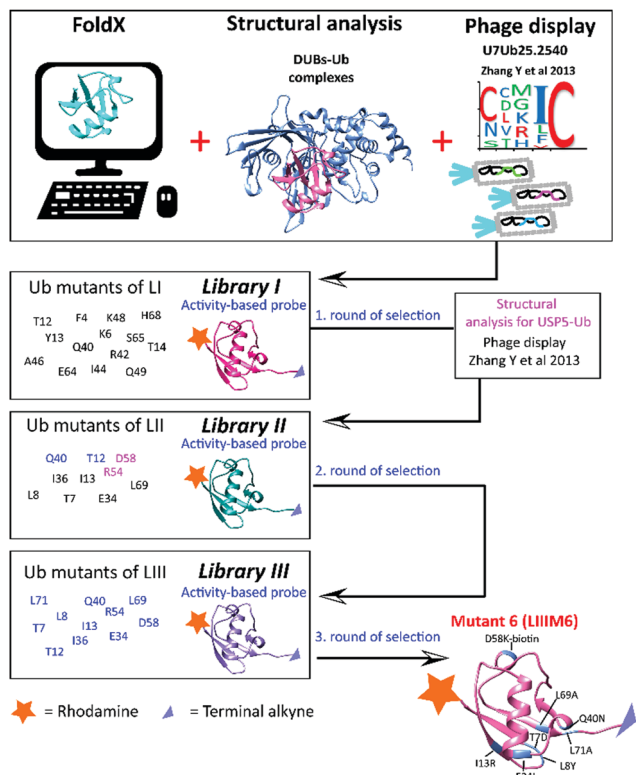 FoldX
Structural analysis
Phage display
DUBs-Ub
complexes
U7Ub25.2540
Zhang Y et al 2013
Ub mutants of LI
Library I
Activity-based probe
T12
F4
K48
H68
Y13
K6
S65
Q40
R42
T14
A46
E64
I44
Q49
1. round of selection
Structural
analysis for USP5-Ub
Phage display
Zhang Y et al 2013
Ub mutants of LII
Library II
Activity-based probe
Q40
T12
D58
R54
I36
I13
L69
L8
T7
E34
2. round of selection
Ub mutants of LIII
Library III
Activity-based probe
L71
Q40
L69
L8
R54
T7
I13
D58
I36
E34
T12
3. round of selection
Mutant 6 (LIIIM6)
D58K-biotin
L69A
Q40N
T7D
L71A
I13R
L8Y
= Rhodamine
= Terminal alkyne